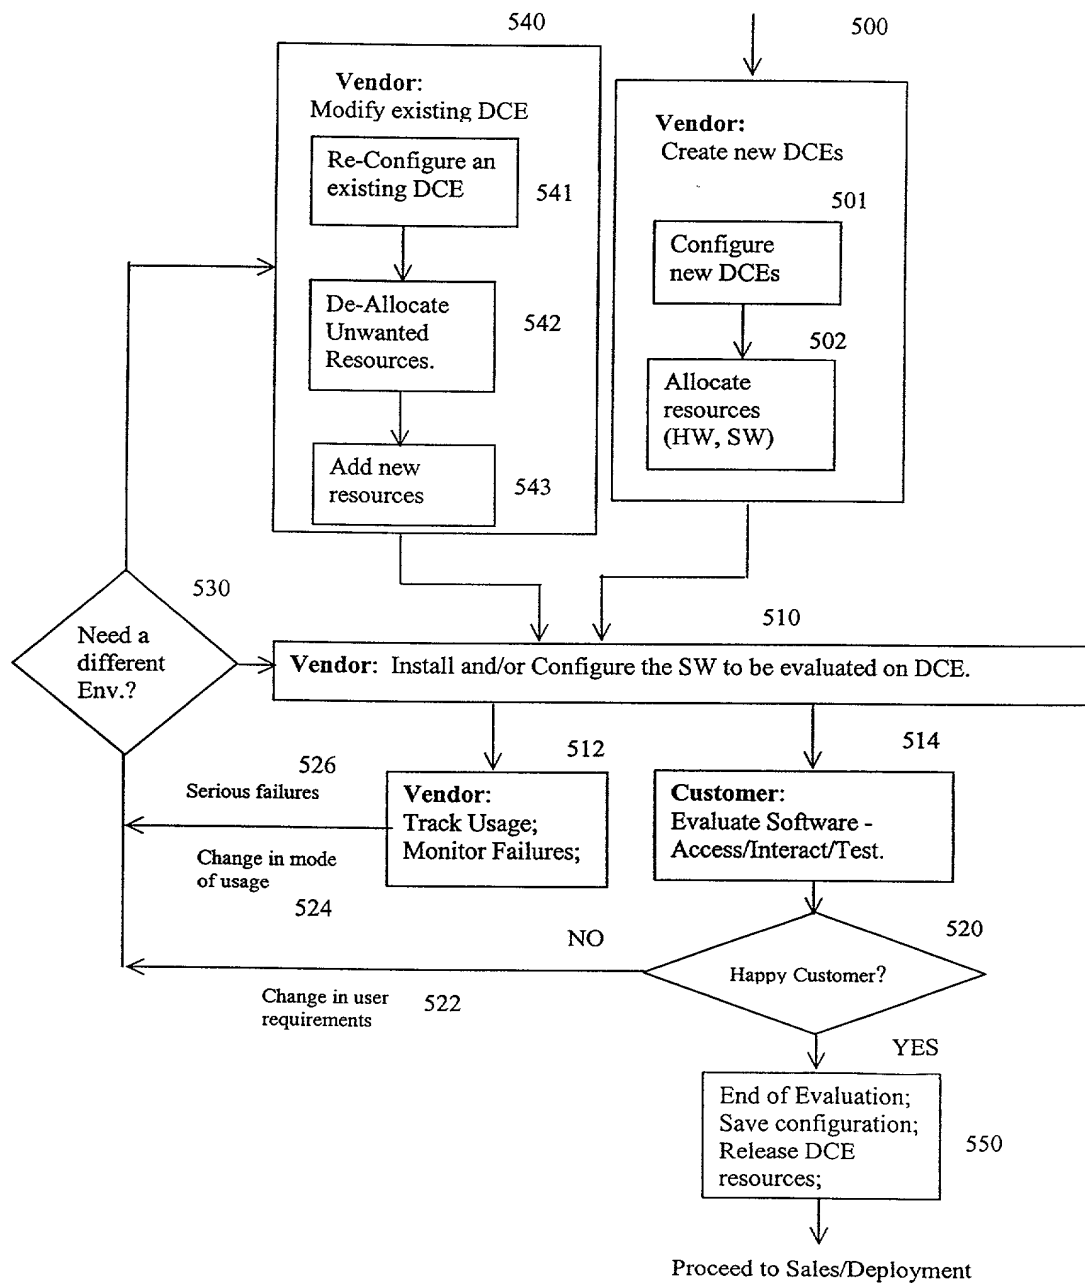 540
500
Vendor:
Modify existing DCE
Re-Configure an
existing DCE
541
De-Allocate
Unwanted
Resources.
542
Add new
resources
543
Vendor:
Create new DCEs
501
Configure
new DCEs
502
Allocate
resources
(HW, SW)
530
Need a
different
Env.?
510
Vendor: Install and/or Configure the SW to be evaluated on DCE.
512
514
526
Serious failures
Vendor:
Track Usage;
Monitor Failures;
Customer:
Evaluate Software -
Access/Interact/Test.
Change in mode
of usage
524
NO
520
Happy Customer?
Change in user
requirements
522
YES
End of Evaluation;
Save configuration;
Release DCE
resources;
550
Proceed to Sales/Deployment